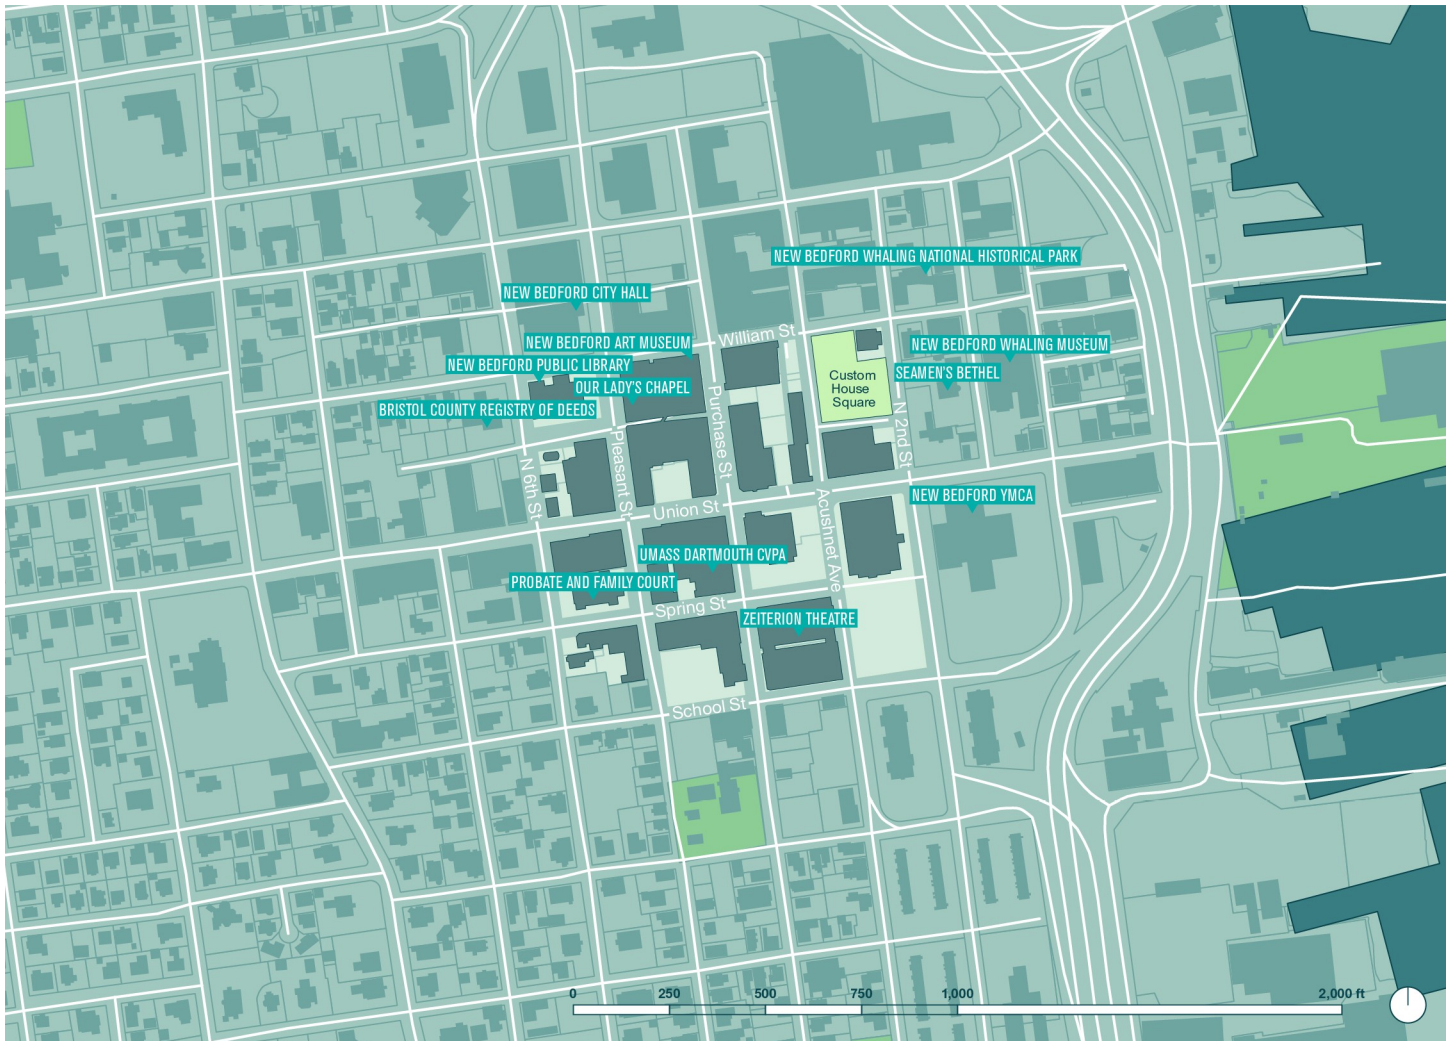 NEW BEDFORD WHALING NATIONAL HISTORICAL PARK
NEW BEDFORD CITY HALL
William St
NEW BEDFORD ART MUSEUM
NEW BEDFORD WHALING MUSEUM
NEW BEDFORD PUBLIC LIBRARY
SEAMEN'S BETHEL
OUR LADY'S CHAPEL
Custom
House
Square
BRISTOL COUNTY REGISTRY OF DEEDS
Purchase St
N 2nd St
Pleasant St
N 6th St
NEW BEDFORD YMCA
Union St
Acushnet Ave
UMASS DARTMOUTH CVPA
PROBATE AND FAMILY COURT
Spring St
ZEITERION THEATRE
School St
0 250 500 750 1,000 2,000 ft